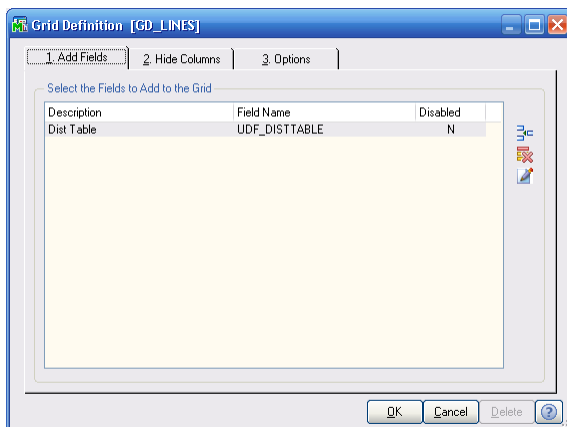 Grid Definition [GD_LINES]
1. Add Fields 2. Hide Columns 3. Options
Select the Fields to Add to the Grid
Description Field Name Disabled
Dist Table UDF_DISTTABLE N
OK Cancel Delete ?